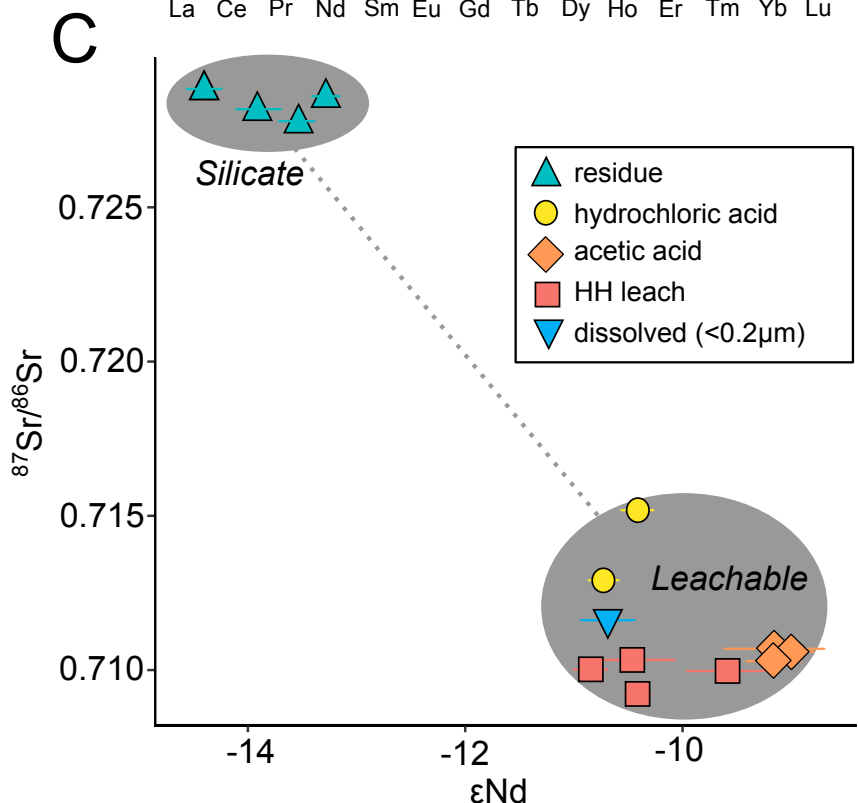 La Ce Pr Nd Sm Eu Gd Tb Dy Ho Er Tm Yb Lu
C
Silicate
residue
hydrochloric acid
acetic acid
HH leach
dissolved (<0.2µm)
0.725
0.720
0.715
0.710
⁸⁷Sr/⁸⁶Sr
Leachable
-14 -12 -10
εNd